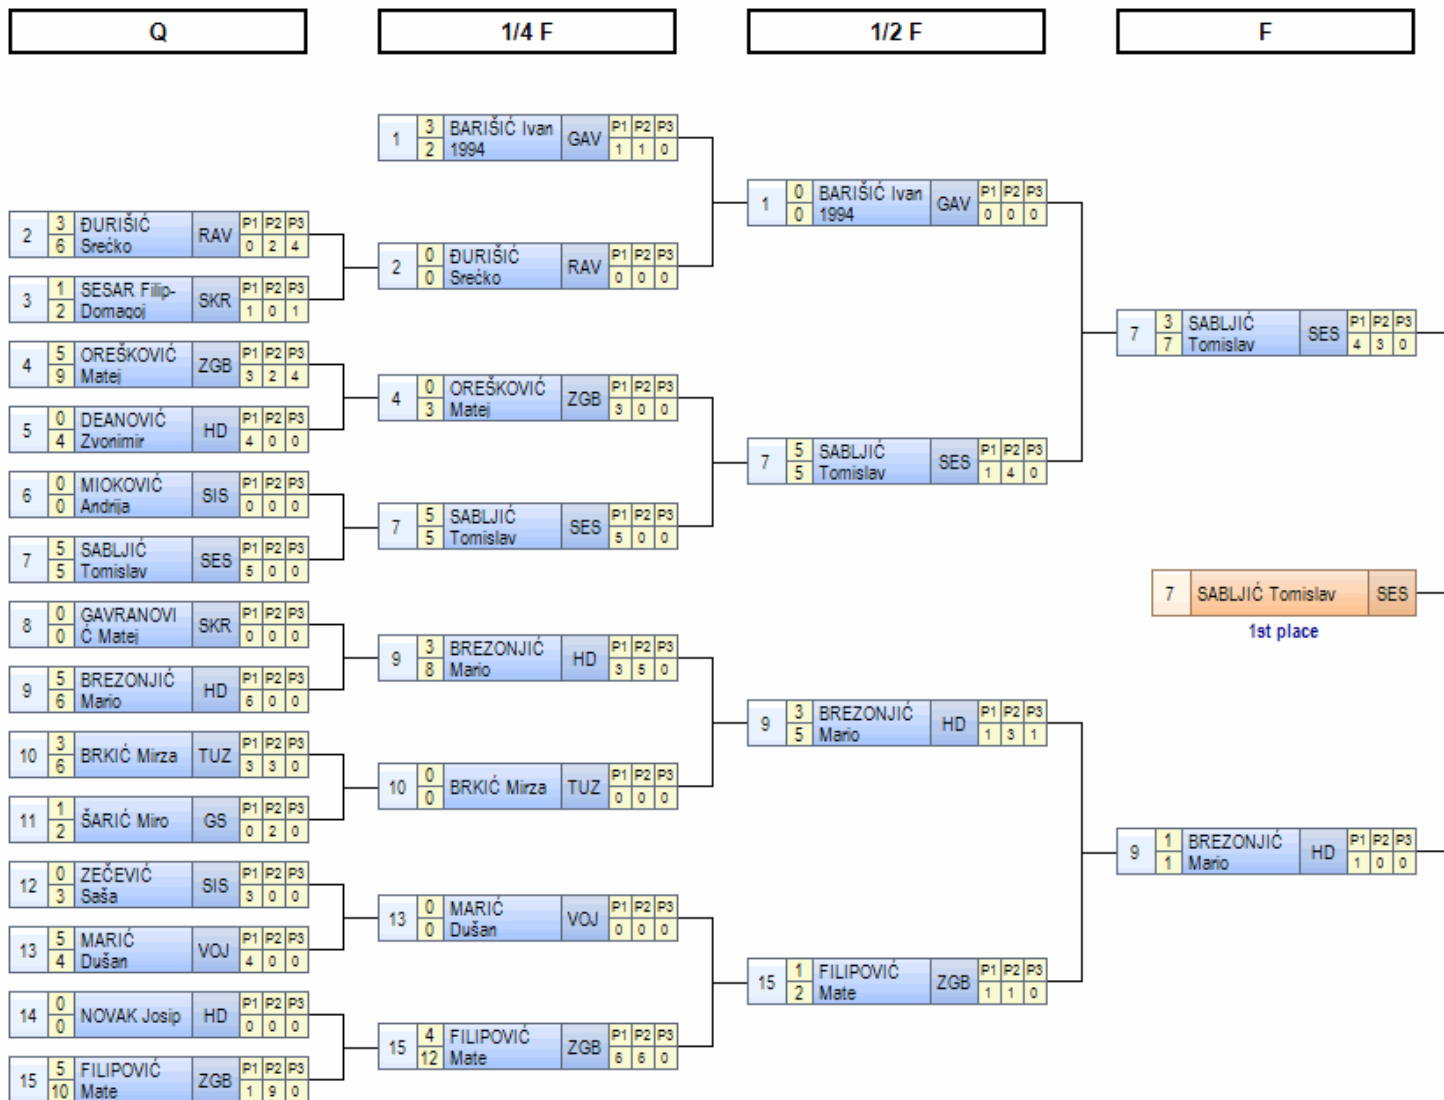 Q 1/4 F 1/2 F F
1 3 BARIŠIĆ Ivan GAV P1 P2 P3
2 1994 1 1 0
1 0 BARIŠIĆ Ivan GAV P1 P2 P3
0 1994 0 0 0
2 3 ĐURIŠIĆ RAV P1 P2 P3
6 Srećko 0 2 4
2 0 ĐURIŠIĆ RAV P1 P2 P3
0 Srećko 0 0 0
3 1 SESAR Filip- SKR P1 P2 P3
2 Domagoj 1 0 1
7 3 SABLJIĆ SES P1 P2 P3
7 Tomislav 4 3 0
4 5 OREŠKOVIĆ ZGB P1 P2 P3
9 Matej 3 2 4
4 0 OREŠKOVIĆ ZGB P1 P2 P3
3 Matej 3 0 0
5 0 DEANOVIĆ HD P1 P2 P3
4 Zvonimir 4 0 0
7 5 SABLJIĆ SES P1 P2 P3
5 Tomislav 1 4 0
6 0 MIOKOVIĆ SIS P1 P2 P3
0 Andrija 0 0 0
7 5 SABLJIĆ SES P1 P2 P3
5 Tomislav 5 0 0
7 5 SABLJIĆ SES P1 P2 P3
5 Tomislav 5 0 0
7 SABLJIĆ Tomislav SES
1st place
8 0 GAVRANOVI SKR P1 P2 P3
0 Ć Matej 0 0 0
9 3 BREZONJIĆ HD P1 P2 P3
8 Mario 3 5 0
9 5 BREZONJIĆ HD P1 P2 P3
6 Mario 6 0 0
9 3 BREZONJIĆ HD P1 P2 P3
5 Mario 1 3 1
10 3 BRKIĆ Mirza TUZ P1 P2 P3
6 3 3 0
10 0 BRKIĆ Mirza TUZ P1 P2 P3
0 0 0 0
11 1 ŠARIĆ Miro GS P1 P2 P3
2 0 2 0
9 1 BREZONJIĆ HD P1 P2 P3
1 Mario 1 0 0
12 0 ZEČEVIĆ SIS P1 P2 P3
3 Saša 3 0 0
13 0 MARIĆ VOJ P1 P2 P3
0 Dušan 0 0 0
13 5 MARIĆ VOJ P1 P2 P3
4 Dušan 4 0 0
15 1 FILIPOVIĆ ZGB P1 P2 P3
2 Mate 1 1 0
14 0 NOVAK Josip HD P1 P2 P3
0 0 0 0
15 4 FILIPOVIĆ ZGB P1 P2 P3
12 Mate 6 6 0
15 5 FILIPOVIĆ ZGB P1 P2 P3
10 Mate 1 9 0